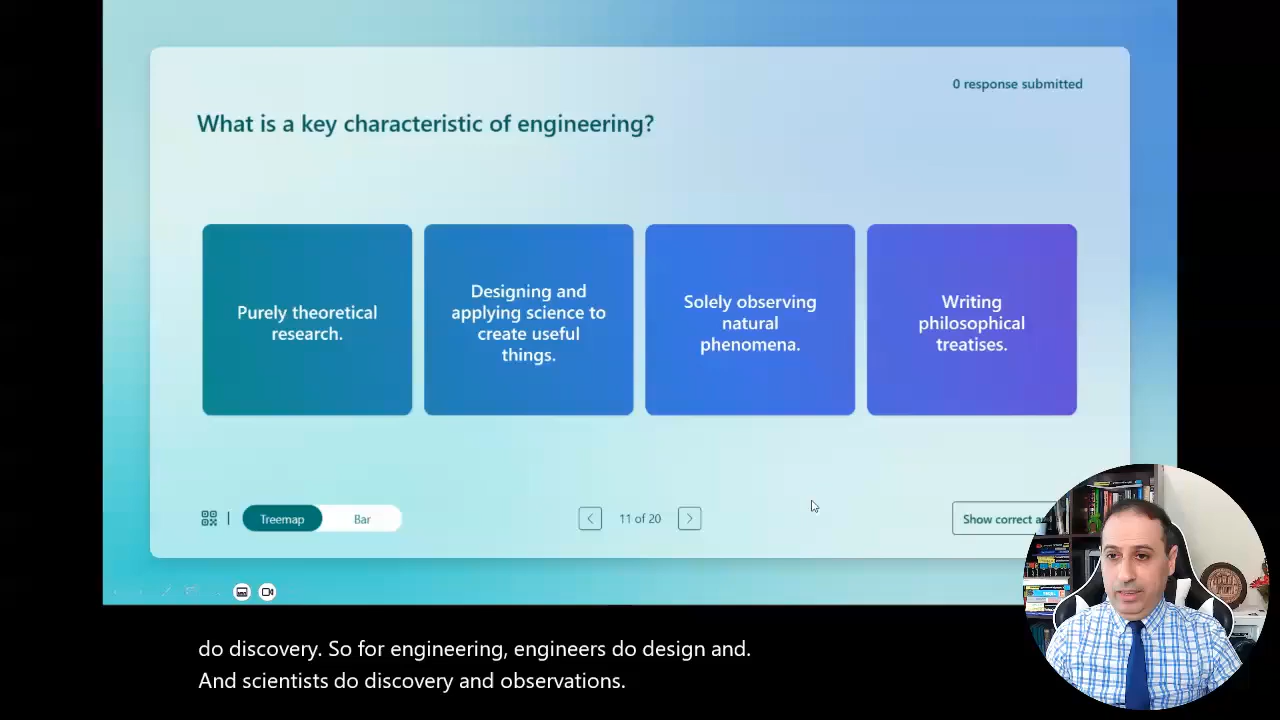 0 response submitted
What is a key characteristic of engineering?
Purely theoretical
research.
Designing and
applying science to
create useful
things.
Solely observing
natural
phenomena.
Writing
philosophical
treatises.
Treemap
Bar
11 of 20
Show correct
do discovery. So for engineering, engineers do design and.
And scientists do discovery and observations.